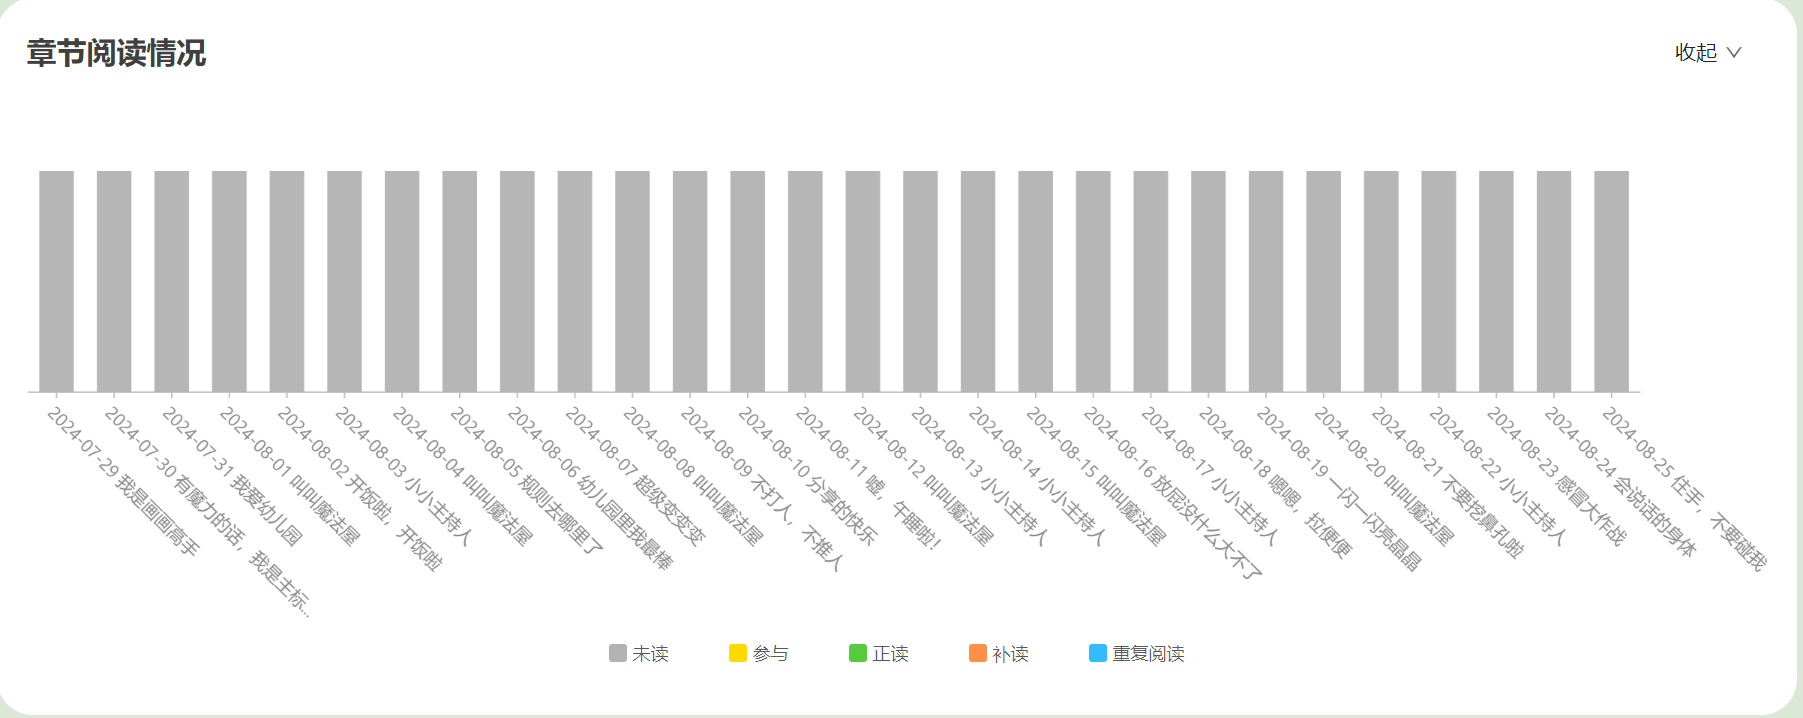 章节阅读情况
收起
2024-07-29 我是画画高手
2024-07-30 有魔力的话，我是主标...
2024-07-31 我爱幼儿园
2024-08-01 叫叫魔法屋
2024-08-02 开饭啦，开饭啦
2024-08-03 小小主持人
2024-08-04 叫叫魔法屋
2024-08-05 规则去哪里了
2024-08-06 幼儿园里我最棒
2024-08-07 超级变变变
2024-08-08 叫叫魔法屋
2024-08-09 不打人，不推人
2024-08-10 分享的快乐
2024-08-11 嘘，午睡啦！
2024-08-12 叫叫魔法屋
2024-08-13 小小主持人
2024-08-14 小小主持人
2024-08-15 叫叫魔法屋
2024-08-16 放屁没什么大不了
2024-08-17 小小主持人
2024-08-18 嗯嗯，拉便便
2024-08-19 一闪一闪亮晶晶
2024-08-20 叫叫魔法屋
2024-08-21 不要挖鼻孔啦
2024-08-22 小小主持人
2024-08-23 感冒大作战
2024-08-24 会说话的身体
2024-08-25 住手，不要碰我
未读 参与 正读 补读 重复阅读